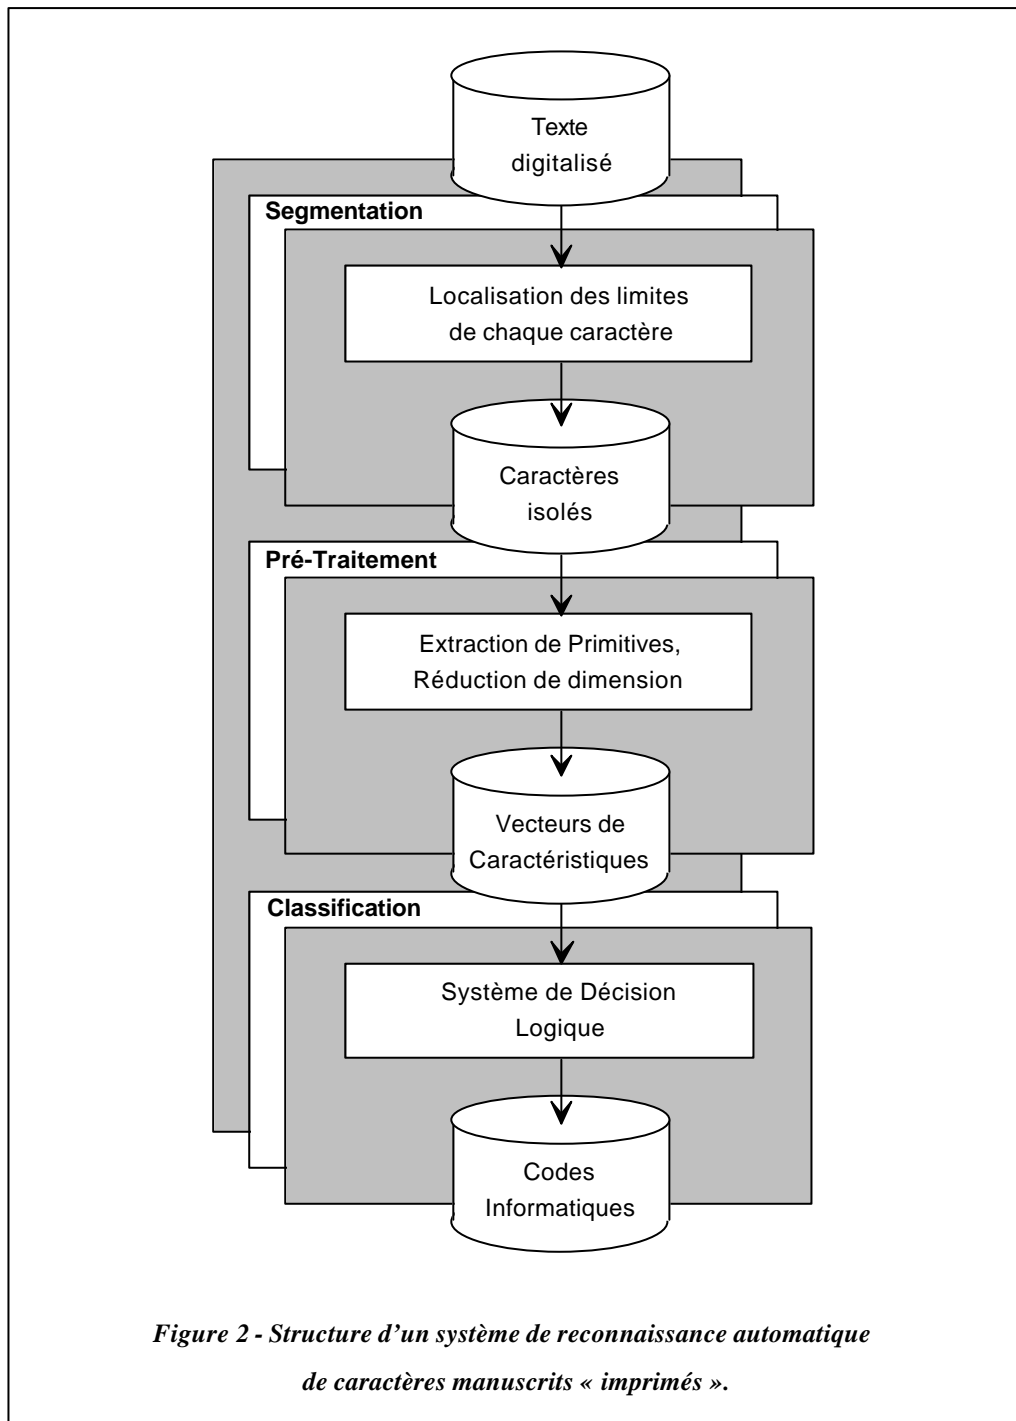 Texte
digitalisé
Segmentation
Localisation des limites
de chaque caractère
Caractères
isolés
Pré-Traitement
Extraction de Primitives,
Réduction de dimension
Vecteurs de
Caractéristiques
Classification
Système de Décision
Logique
Codes
Informatiques
Figure 2 - Structure d'un système de reconnaissance automatique
de caractères manuscrits « imprimés ».